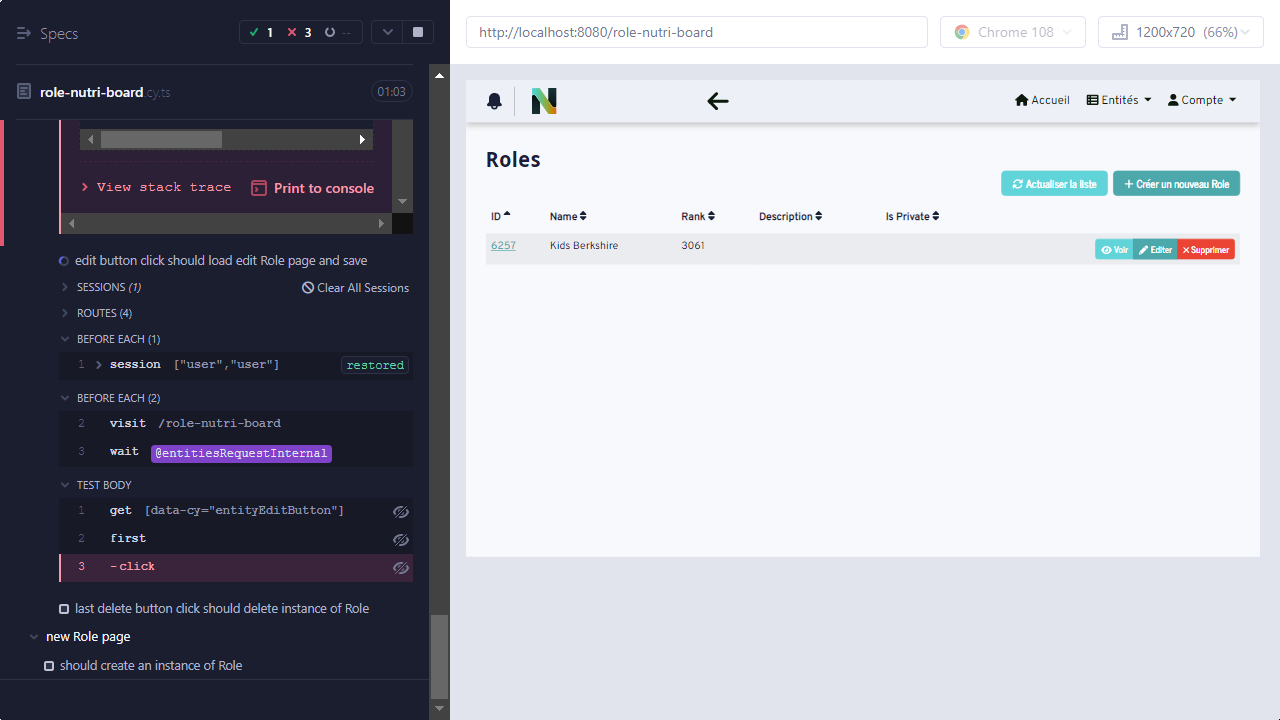 Specs
1
3
--
role-nutri-board.cy.ts
01:03
View stack trace
Print to console
edit button click should load edit Role page and save
SESSIONS (1)
Clear All Sessions
ROUTES (4)
BEFORE EACH (1)
1 session ["user","user"] restored
BEFORE EACH (2)
2 visit /role-nutri-board
3 wait @entitiesRequestInternal
TEST BODY
1 get [data-cy="entityEditButton"]
2 first
3 -click
last delete button click should delete instance of Role
new Role page
should create an instance of Role
http://localhost:8080/role-nutri-board
Chrome 108
1200x720 (66%)
Accueil
Entités
Compte
Roles
Actualiser la liste
Créer un nouveau Role
ID Name Rank Description Is Private
6257 Kids Berkshire 3061
Voir
Editer
Supprimer